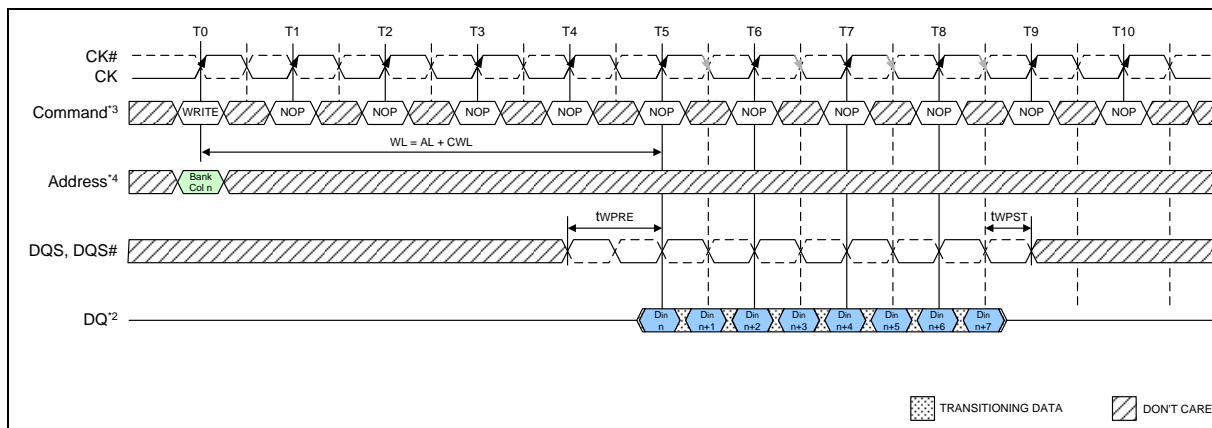 T0 T1 T2 T3 T4 T5 T6 T7 T8 T9 T10
CK#
CK
Command*3 WRITE NOP NOP NOP NOP NOP NOP NOP NOP NOP NOP
WL = AL + CWL
Address*4 Bank Col n
tWPRE tWPST
DQS, DQS#
DQ*2 Din n Din n+1 Din n+2 Din n+3 Din n+4 Din n+5 Din n+6 Din n+7
TRANSITIONING DATA DON'T CARE